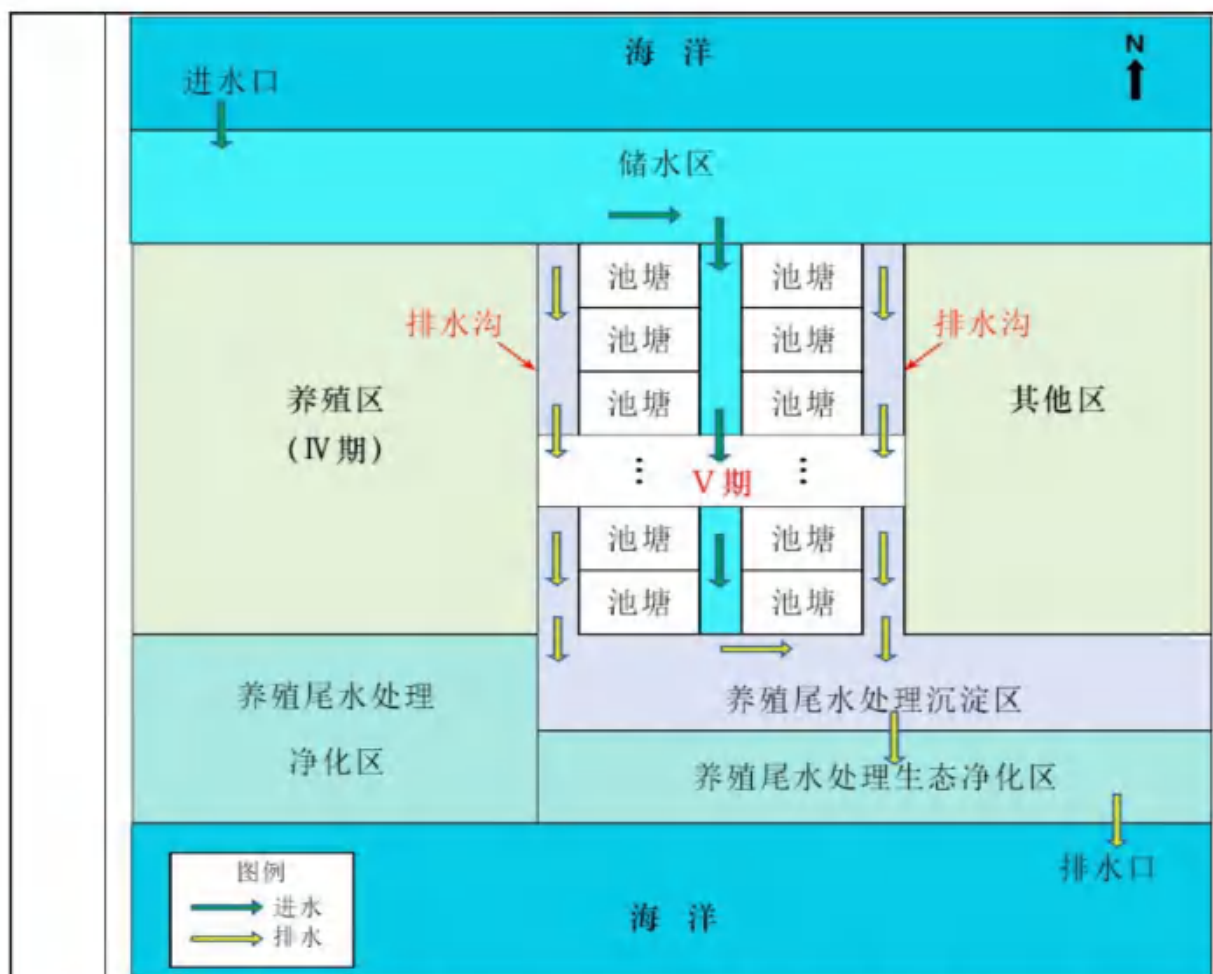 海 洋
N
进水口
储水区
池塘
池塘
排水沟
排水沟
池塘
池塘
养殖区
(Ⅳ期)
池塘
池塘
其他区
⋮
Ⅴ期
⋮
池塘
池塘
池塘
池塘
养殖尾水处理
净化区
养殖尾水处理沉淀区
养殖尾水处理生态净化区
排水口
图例
进水
排水
海 洋